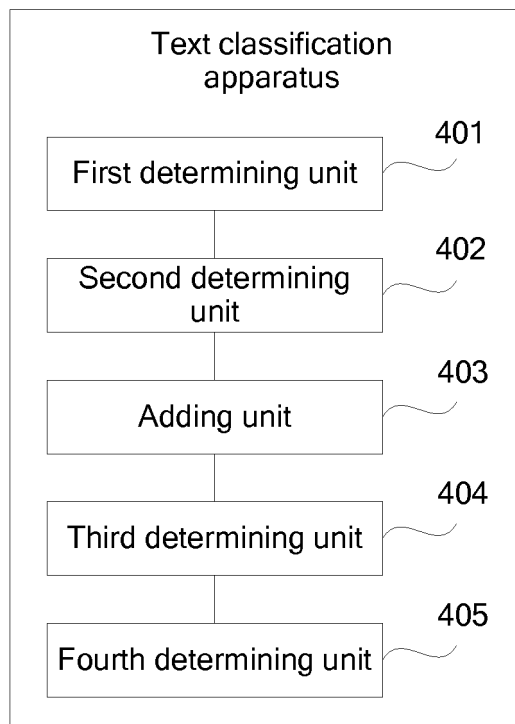 Text classification
apparatus
401
First determining unit
402
Second determining
unit
403
Adding unit
404
Third determining unit
405
Fourth determining unit